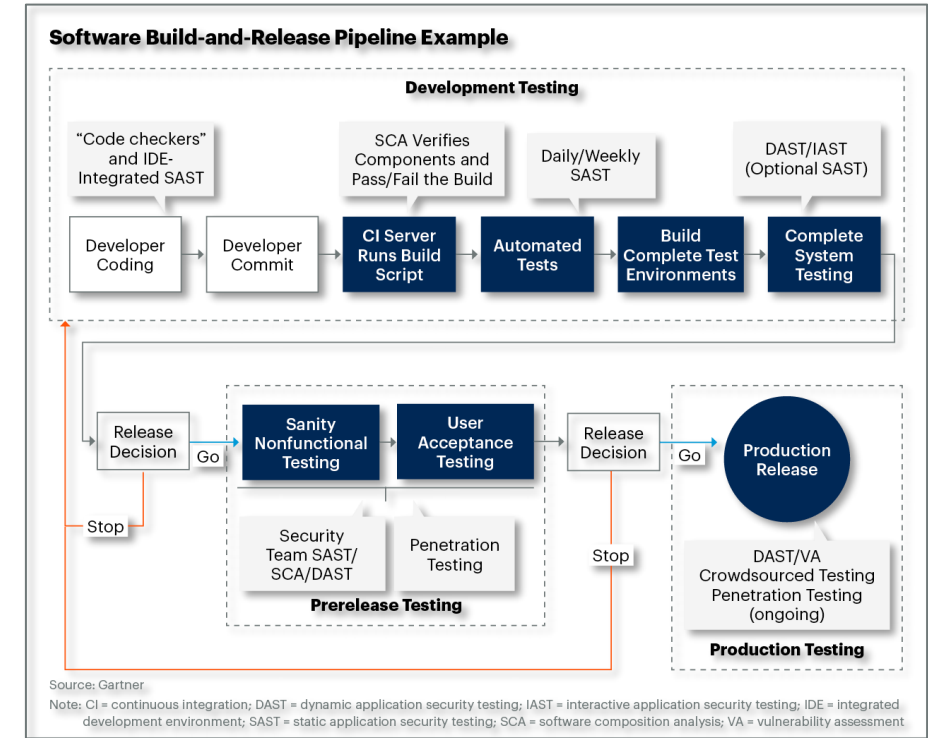 Software Build-and-Release Pipeline Example
Development Testing
“Code checkers”
and IDE-
Integrated SAST
SCA Verifies
Components and
Pass/Fail the Build
Daily/Weekly
SAST
DAST/IAST
(Optional SAST)
Developer
Coding
Developer
Commit
CI Server
Runs Build
Script
Automated
Tests
Build
Complete Test
Environments
Complete
System
Testing
Release
Decision
Go
Stop
Sanity
Nonfunctional
Testing
User
Acceptance
Testing
Security
Team SAST/
SCA/DAST
Penetration
Testing
Prerelease Testing
Release
Decision
Go
Stop
Production
Release
DAST/VA
Crowdsourced Testing
Penetration Testing
(ongoing)
Production Testing
Source: Gartner
Note: CI = continuous integration; DAST = dynamic application security testing; IAST = interactive application security testing; IDE = integrated
development environment; SAST = static application security testing; SCA = software composition analysis; VA = vulnerability assessment